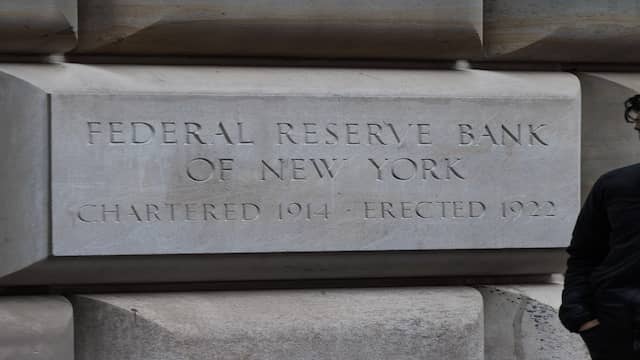 FEDERAL RESERVE BANK
OF NEW YORK
CHARTERED 1914 · ERECTED 1922